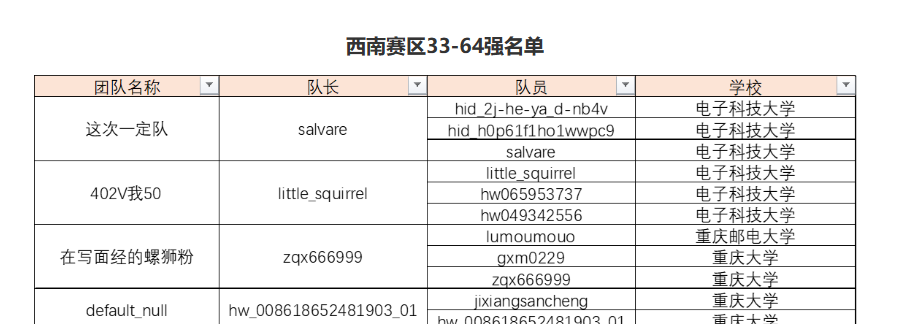 西南赛区33-64强名单
团队名称 队长 队员 学校
这次一定队 salvare hid_2j-he-ya_d-nb4v 电子科技大学
hid_h0p61f1ho1wwpc9 电子科技大学
salvare 电子科技大学
402V我50 little_squirrel little_squirrel 电子科技大学
hw065953737 电子科技大学
hw049342556 电子科技大学
在写面经的螺狮粉 zqx666999 lumoumouo 重庆邮电大学
gxm0229 重庆大学
zqx666999 重庆大学
default_null hw_008618652481903_01 jixiangsancheng 重庆大学
hw_008618652481903_01 重庆大学